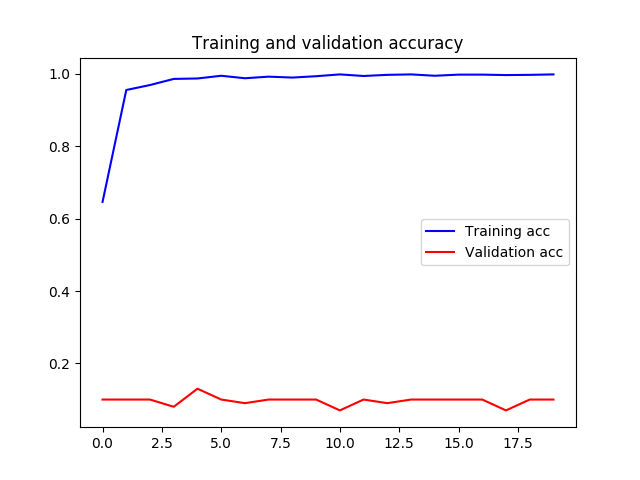 Training and validation accuracy
1.0
0.8
0.6
0.4
0.2
Training acc
Validation acc
0.0 2.5 5.0 7.5 10.0 12.5 15.0 17.5